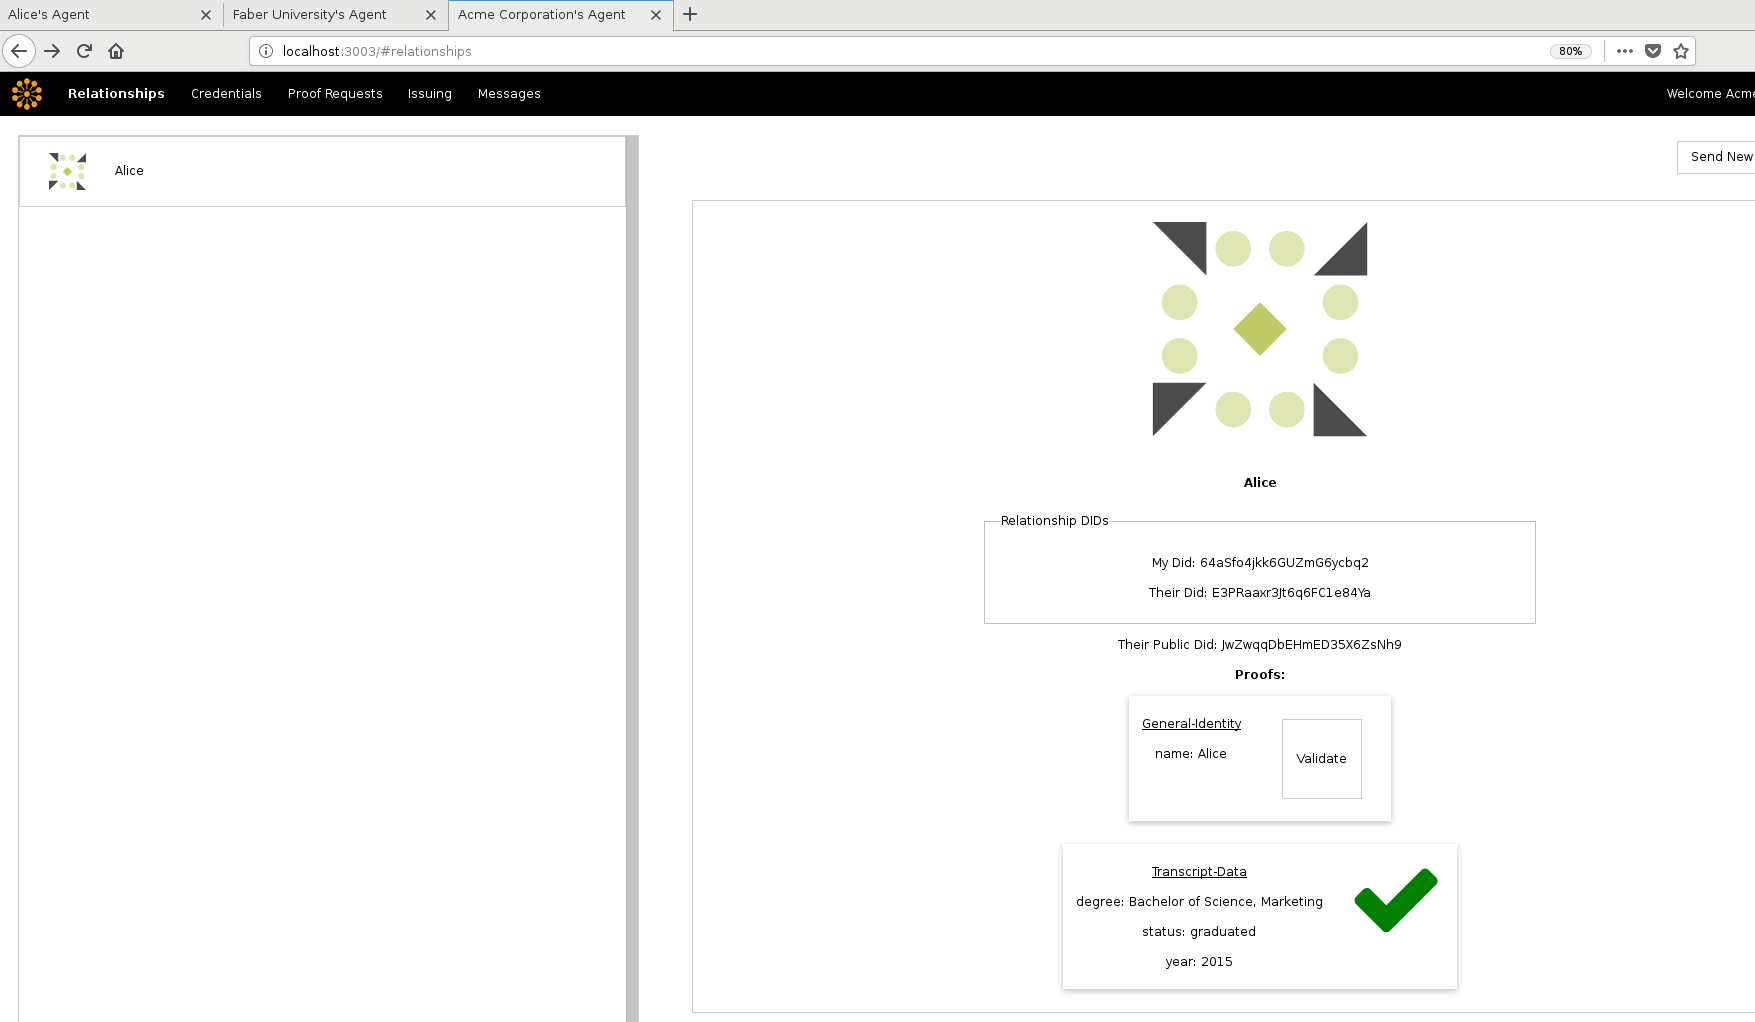 Alice's Agent
Faber University's Agent
Acme Corporation's Agent
localhost:3003/#relationships
80%
Relationships
Credentials
Proof Requests
Issuing
Messages
Welcome Acme
Alice
Send New
Alice
Relationship DIDs
My Did: 64aSfo4jkk6GUZmG6ycbq2
Their Did: E3PRaaxr3Jt6q6FC1e84Ya
Their Public Did: JwZwqqDbEHmED35X6ZsNh9
Proofs:
General-Identity
name: Alice
Validate
Transcript-Data
degree: Bachelor of Science, Marketing
status: graduated
year: 2015